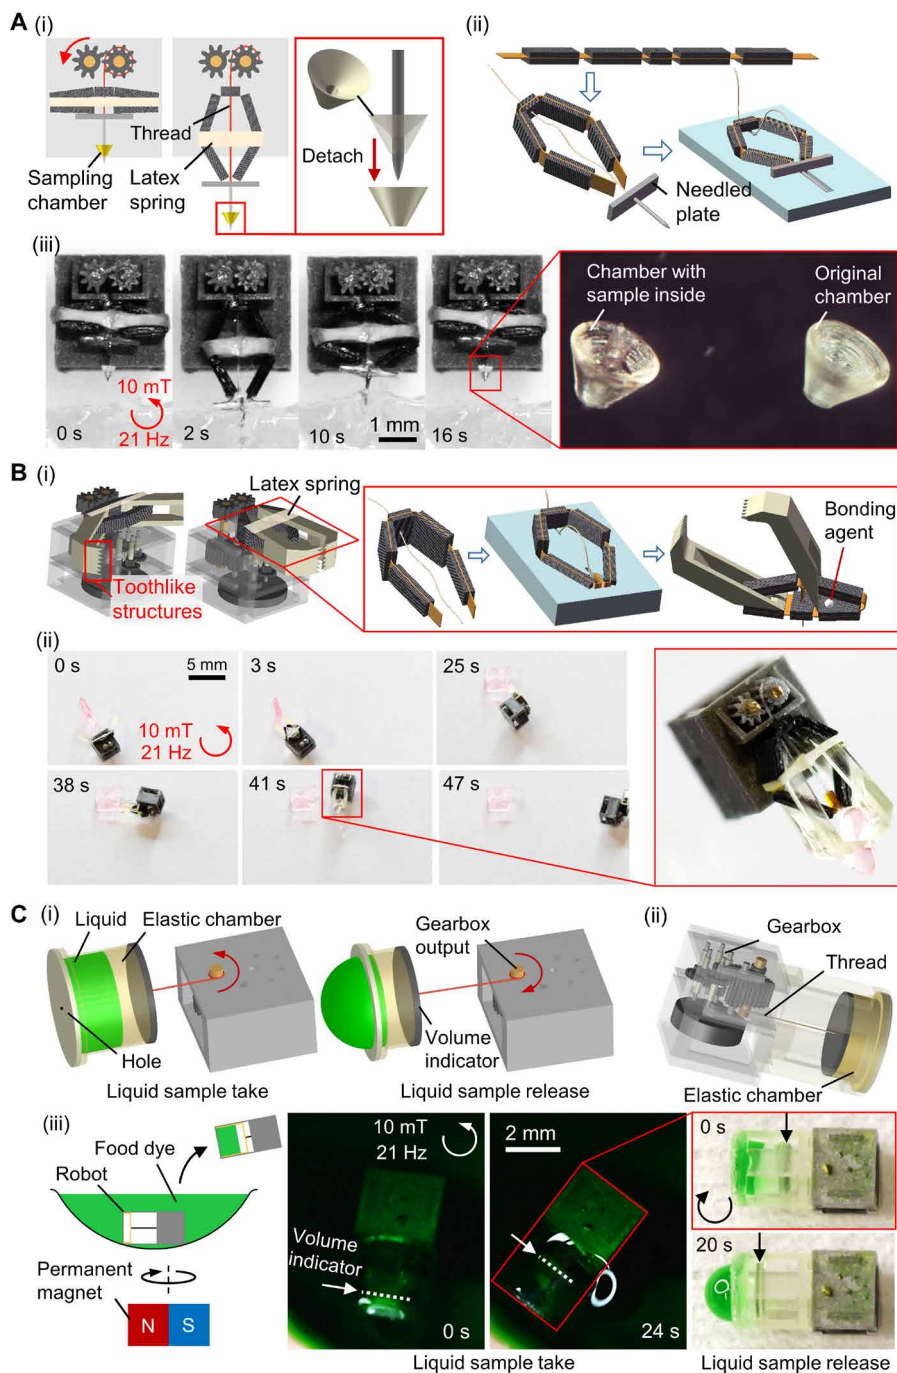 A (i)
Thread
Sampling
chamber
Latex
spring
Detach
(ii)
Needled
plate
(iii)
10 mT
21 Hz
0 s
2 s
10 s
1 mm
16 s
Chamber with
sample inside
Original
chamber
B (i)
Latex spring
Toothlike
structures
Bonding
agent
(ii)
0 s
5 mm
10 mT
21 Hz
3 s
25 s
38 s
41 s
47 s
C (i)
Liquid
Elastic chamber
Hole
Liquid sample take
Gearbox
output
Volume
indicator
Liquid sample release
(ii)
Gearbox
Thread
Elastic chamber
(iii)
Food dye
Robot
Permanent
magnet
N S
10 mT
21 Hz
Volume
indicator
0 s
2 mm
24 s
Liquid sample take
0 s
20 s
Liquid sample release